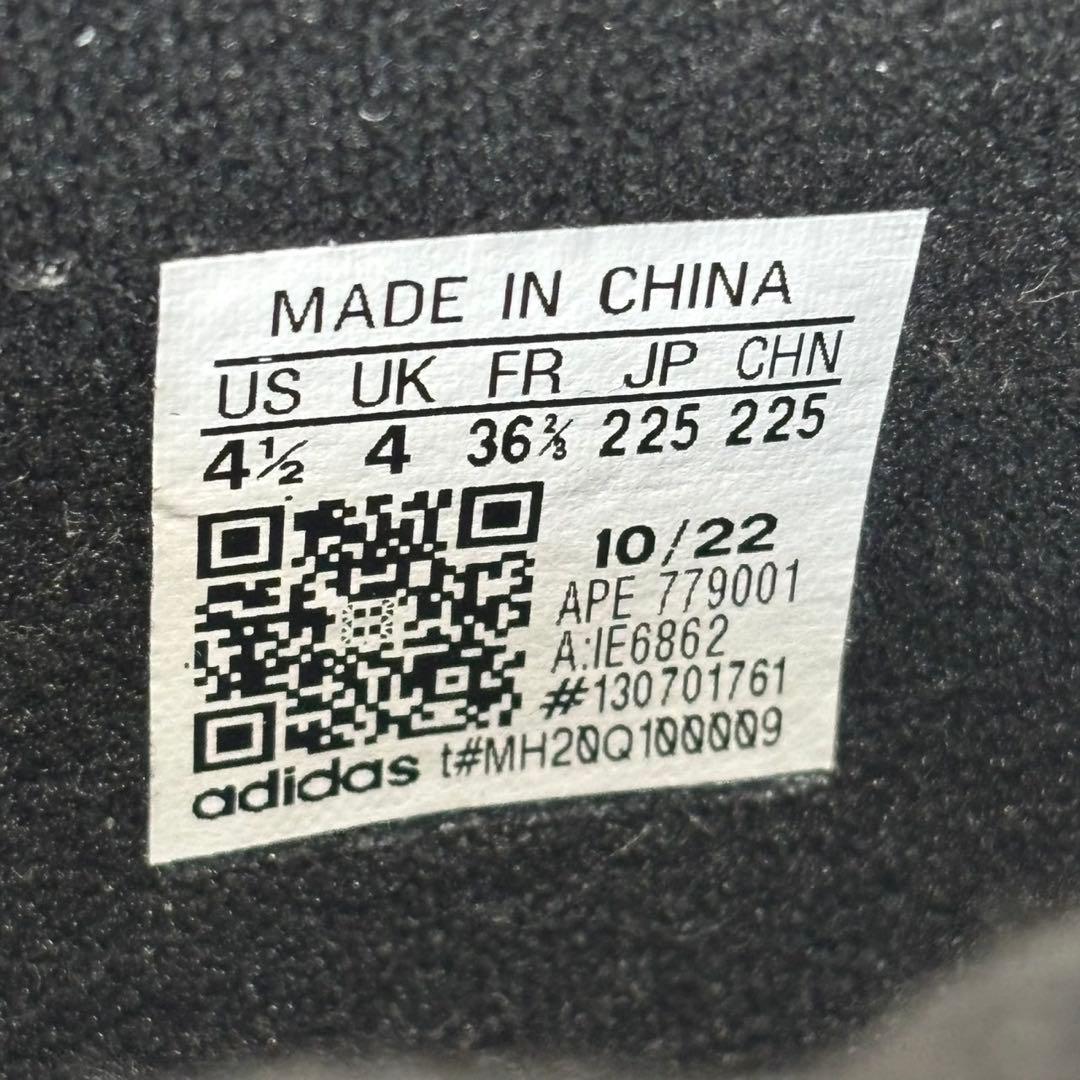 MADE IN CHINA
US UK FR JP CHN
4½ 4 36⅔ 225 225
10/22
APE 779001
A:IE6862
#130701761
adidas t#MH20Q100009